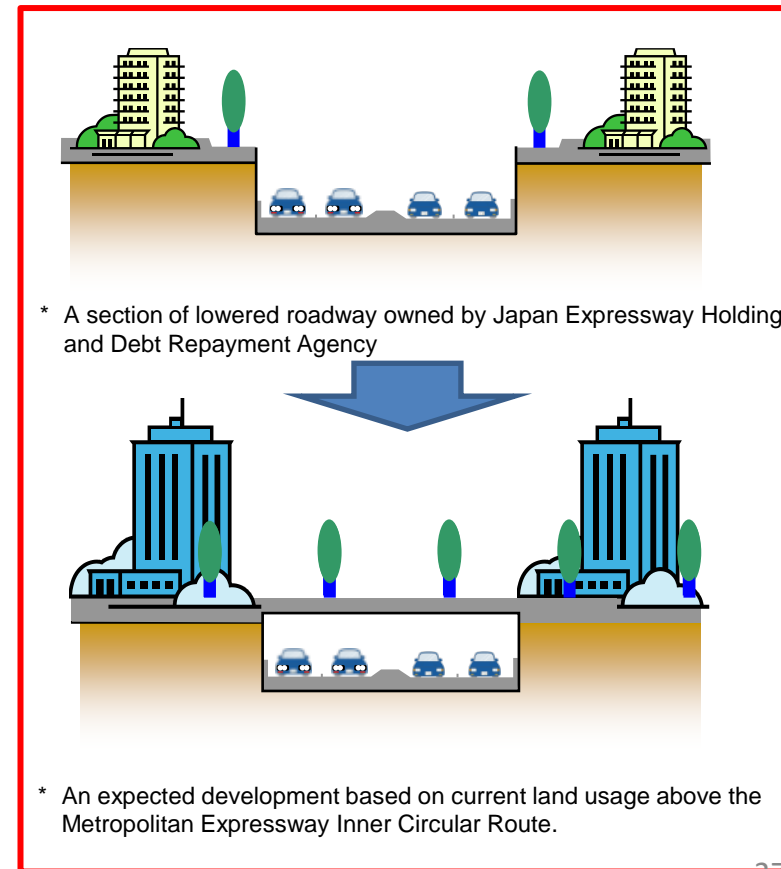 * A section of lowered roadway owned by Japan Expressway Holding
and Debt Repayment Agency
* An expected development based on current land usage above the
Metropolitan Expressway Inner Circular Route.